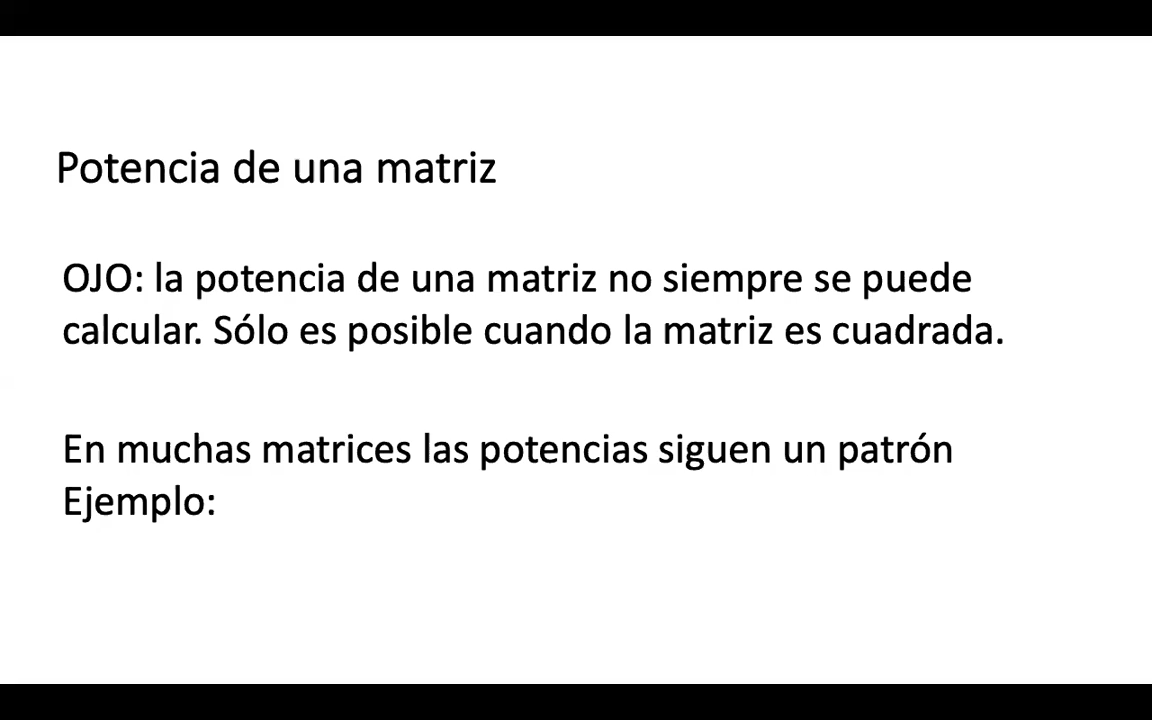 Potencia de una matriz
OJO: la potencia de una matriz no siempre se puede
calcular. Sólo es posible cuando la matriz es cuadrada.
En muchas matrices las potencias siguen un patrón
Ejemplo: